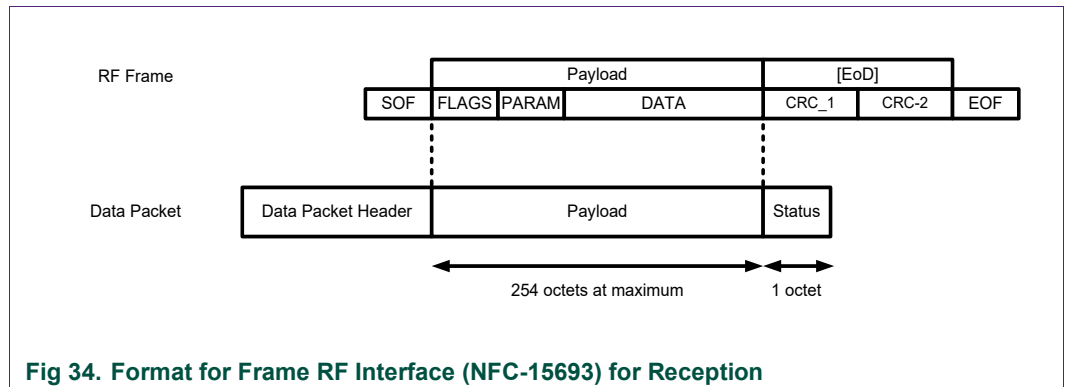 RF Frame
Payload
[EoD]
SOF
FLAGS
PARAM
DATA
CRC_1
CRC-2
EOF
Data Packet
Data Packet Header
Payload
Status
254 octets at maximum
1 octet
Fig 34. Format for Frame RF Interface (NFC-15693) for Reception